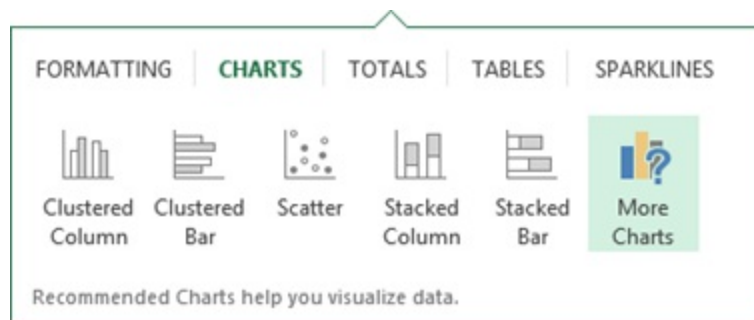 FORMATTING CHARTS TOTALS TABLES SPARKLINES
Clustered Column
Clustered Bar
Scatter
Stacked Column
Stacked Bar
More Charts
Recommended Charts help you visualize data.